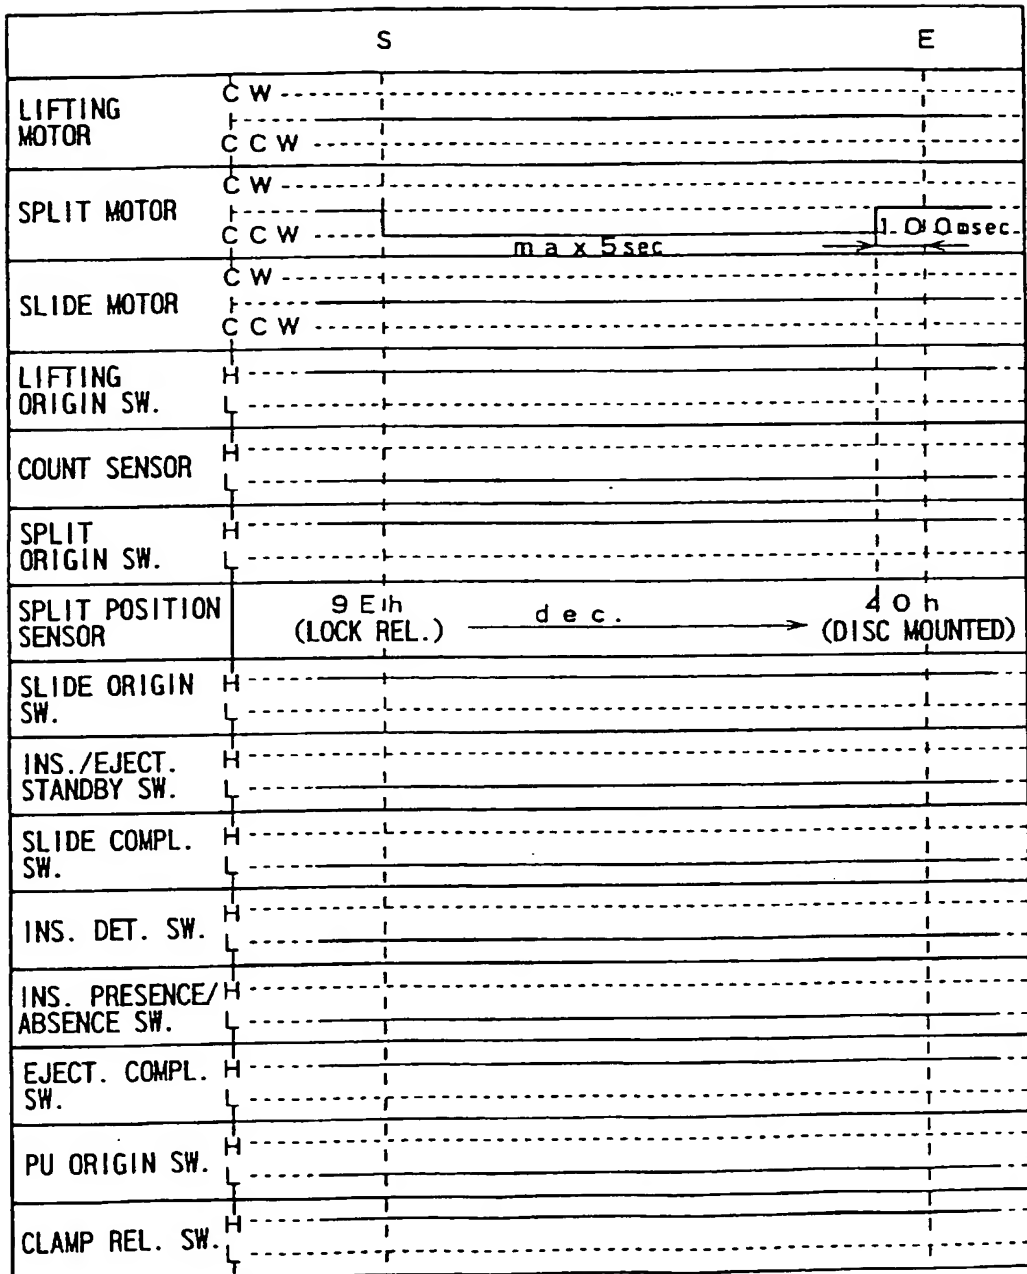 S E
LIFTING MOTOR
CW
CCW
SPLIT MOTOR
CW
CCW
max 5sec
100msec
SLIDE MOTOR
CW
CCW
LIFTING
ORIGIN SW.
H
L
COUNT SENSOR
H
L
SPLIT
ORIGIN SW.
H
L
SPLIT POSITION
SENSOR
9Eh
(LOCK REL.)
dec.
40h
(DISC MOUNTED)
SLIDE ORIGIN
SW.
H
L
INS./EJECT.
STANDBY SW.
H
L
SLIDE COMPL.
SW.
H
L
INS. DET. SW.
H
L
INS. PRESENCE/
ABSENCE SW.
H
L
EJECT. COMPL.
SW.
H
L
PU ORIGIN SW.
H
L
CLAMP REL. SW.
H
L